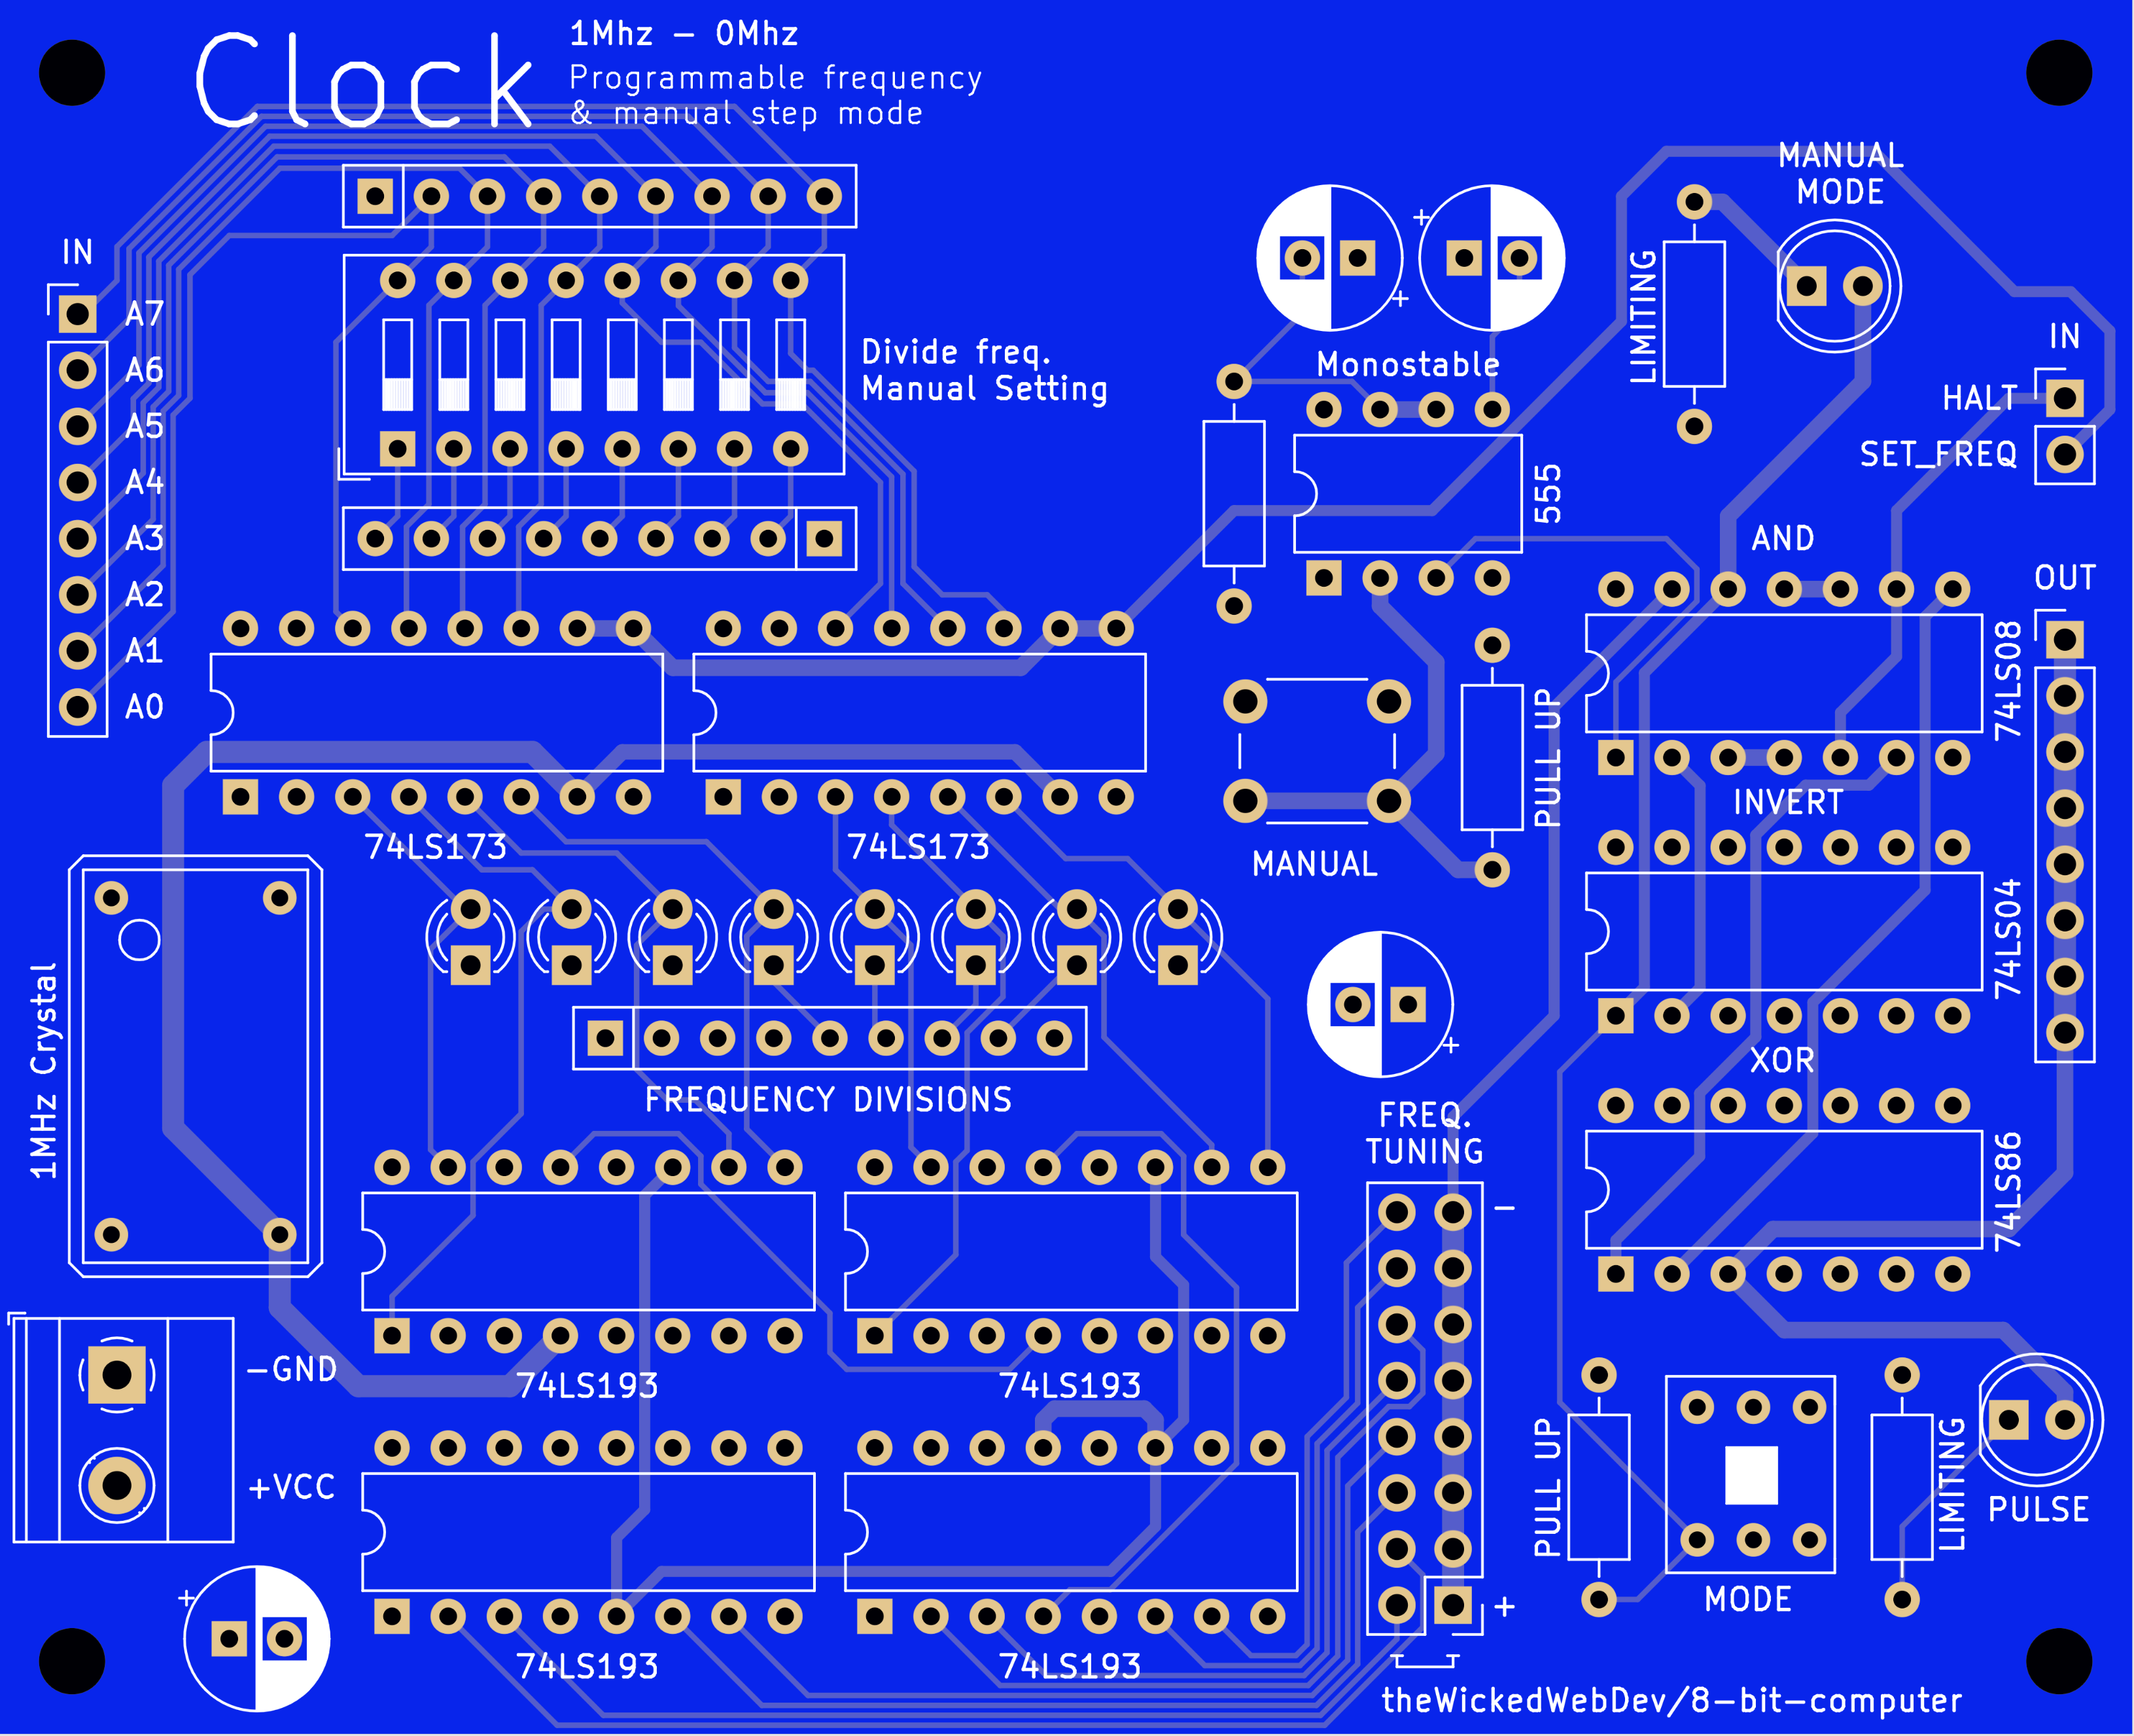 Clock
1Mhz - 0Mhz
Programmable frequency
& manual step mode
MANUAL
MODE
IN
A7
A6
A5
A4
A3
A2
A1
A0
Divide freq.
Manual Setting
+
+
Monostable
555
LIMITING
IN
HALT
SET_FREQ
AND
OUT
74LS08
74LS173
74LS173
MANUAL
PULL UP
INVERT
74LS04
1MHz Crystal
FREQUENCY DIVISIONS
+
XOR
74LS86
FREQ.
TUNING
-
+
-GND
+VCC
74LS193
74LS193
PULL UP
MODE
LIMITING
PULSE
+
74LS193
74LS193
theWickedWebDev/8-bit-computer